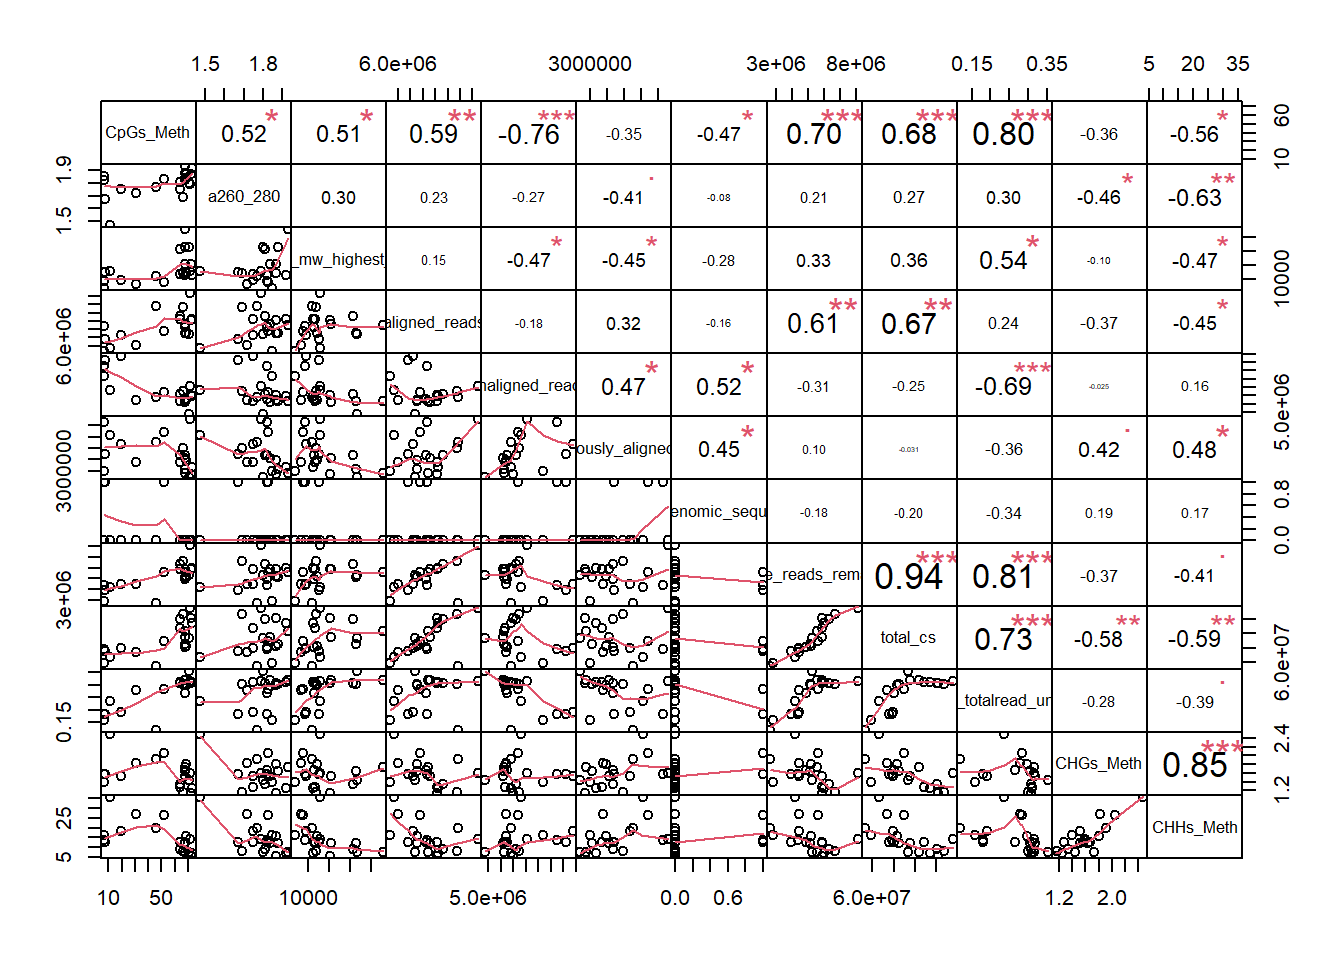 1.5 1.8 6.0e+06 3000000 3e+06 8e+06 0.15 0.35 5 20 35
CpGs_Meth 0.52 * 0.51 * 0.59 ** -0.76 *** -0.35 -0.47 * 0.70 *** 0.68 *** 0.80 *** -0.36 -0.56 * 10 60
1.5 1.9 a260_280 0.30 0.23 -0.27 -0.41 . -0.08 0.21 0.27 0.30 -0.46 * -0.63 **
_mw_highest_ 0.15 -0.47 * -0.45 * -0.28 0.33 0.36 0.54 * -0.10 -0.47 * 10000
6.0e+06 aligned_reads -0.18 0.32 -0.16 0.61 ** 0.67 ** 0.24 -0.37 -0.45 *
naligned_read 0.47 * 0.52 * -0.31 -0.25 -0.69 *** -0.025 0.16 5.0e+06
3000000 ously_aligned 0.45 * 0.10 -0.031 -0.36 0.42 . 0.48 *
enomic_sequ -0.18 -0.20 -0.34 0.19 0.17 0.0 0.8
3e+06 e_reads_rem 0.94 *** 0.81 *** -0.37 -0.41 .
total_cs 0.73 *** -0.58 ** -0.59 ** 6.0e+07
0.15 _totalread_un -0.28 -0.39 .
CHGs_Meth 0.85 *** 1.2 2.4
5 25 CHHs_Meth
10 50 10000 5.0e+06 0.0 0.6 6.0e+07 1.2 2.0